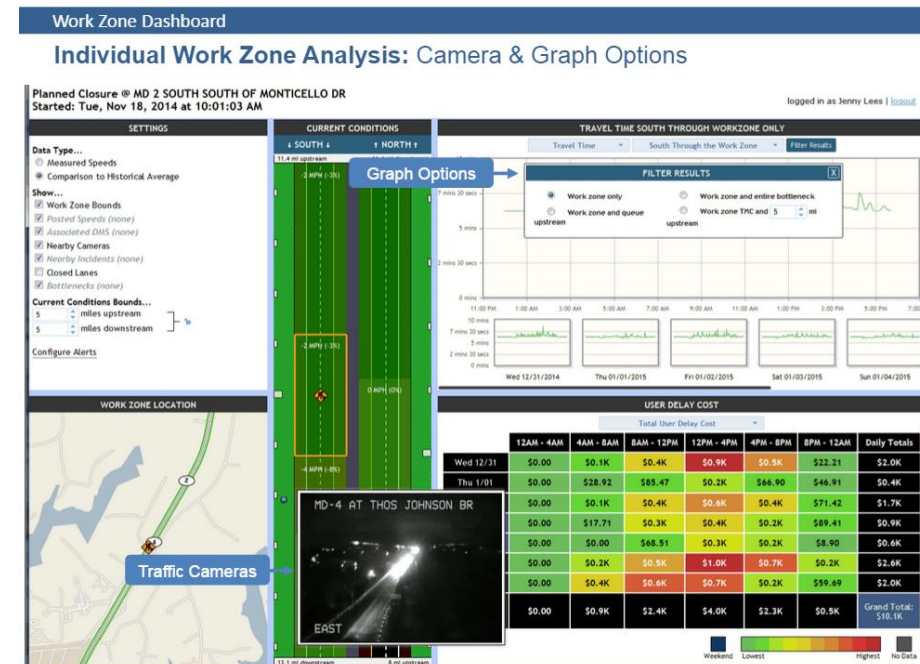 Work Zone Dashboard
Individual Work Zone Analysis: Camera & Graph Options
Planned Closure @ MD 2 SOUTH SOUTH OF MONTICELLO DR
Started: Tue, Nov 18, 2014 at 10:01:03 AM
logged in as Jenny Lees | logout
SETTINGS
Data Type...
Measured Speeds
Comparison to Historical Average
Show...
Work Zone Bounds
Posted Speeds (none)
Associated DMS (none)
Nearby Cameras
Nearby Incidents (none)
Closed Lanes
Bottlenecks (none)
Current Conditions Bounds...
5 miles upstream
5 miles downstream
Configure Alerts
CURRENT CONDITIONS
↓ SOUTH ↓ ↑ NORTH ↑
11.4 mi upstream
-2 MPH (-3%)
-2 MPH (-3%)
0 MPH (0%)
-4 MPH (-8%)
13.1 mi downstream 8 mi upstream
Graph Options
TRAVEL TIME SOUTH THROUGH WORKZONE ONLY
Travel Time South Through the Work Zone Filter Results
FILTER RESULTS X
Work zone only Work zone and entire bottleneck
Work zone and queue upstream Work zone TMC and 5 mi upstream
7 mins 30 secs
5 mins
2 mins 30 secs
0 mins
11:00 PM 1:00 AM 3:00 AM 5:00 AM 7:00 AM 9:00 AM 11:00 AM 1:00 PM 3:00 PM 5:00 PM 7:00
10 mins
7 mins 30 secs
5 mins
2 mins 30 secs
0 mins
Wed 12/31/2014 Thu 01/01/2015 Fri 01/02/2015 Sat 01/03/2015 Sun 01/04/2015
WORK ZONE LOCATION
2
4
Traffic Cameras
MD-4 AT THOS JOHNSON BR
EAST
USER DELAY COST
Total User Delay Cost
12AM - 4AM 4AM - 8AM 8AM - 12PM 12PM - 4PM 4PM - 8PM 8PM - 12AM Daily Totals
Wed 12/31 $0.00 $0.1K $0.4K $0.9K $0.5K $22.21 $2.0K
Thu 1/01 $0.00 $28.92 $85.47 $0.2K $66.90 $46.91 $0.4K
$0.00 $0.1K $0.4K $0.6K $0.4K $71.42 $1.7K
$0.00 $17.71 $0.3K $0.4K $0.2K $89.41 $0.9K
$0.00 $0.00 $68.51 $0.3K $0.2K $8.90 $0.6K
$0.00 $0.2K $0.5K $1.0K $0.7K $0.2K $2.6K
$0.00 $0.4K $0.6K $0.7K $0.2K $59.69 $2.0K
$0.00 $0.9K $2.4K $4.0K $2.3K $0.5K Grand Total: $10.1K
Weekend Lowest Highest No Data